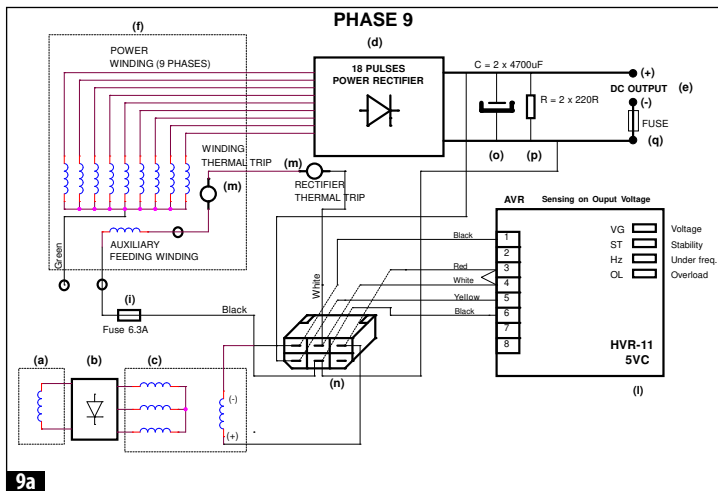 PHASE 9
(f)
POWER
WINDING (9 PHASES)
(d)
18 PULSES
POWER RECTIFIER
C = 2 x 4700uF
(+)
DC OUTPUT
(e)
(-)
R = 2 x 220R
FUSE
(o)
(p)
(q)
WINDING
THERMAL TRIP
(m)
(m)
RECTIFIER
THERMAL TRIP
AUXILIARY
FEEDING WINDING
Green
White
(i)
Fuse 6.3A
Black
AVR
Sensing on Ouput Voltage
Black
Red
White
Yellow
Black
1
2
3
4
5
6
7
8
VG
Voltage
ST
Stability
Hz
Under freq.
OL
Overload
HVR-11
5VC
(l)
(n)
(a)
(b)
(c)
(-)
(+)
9a